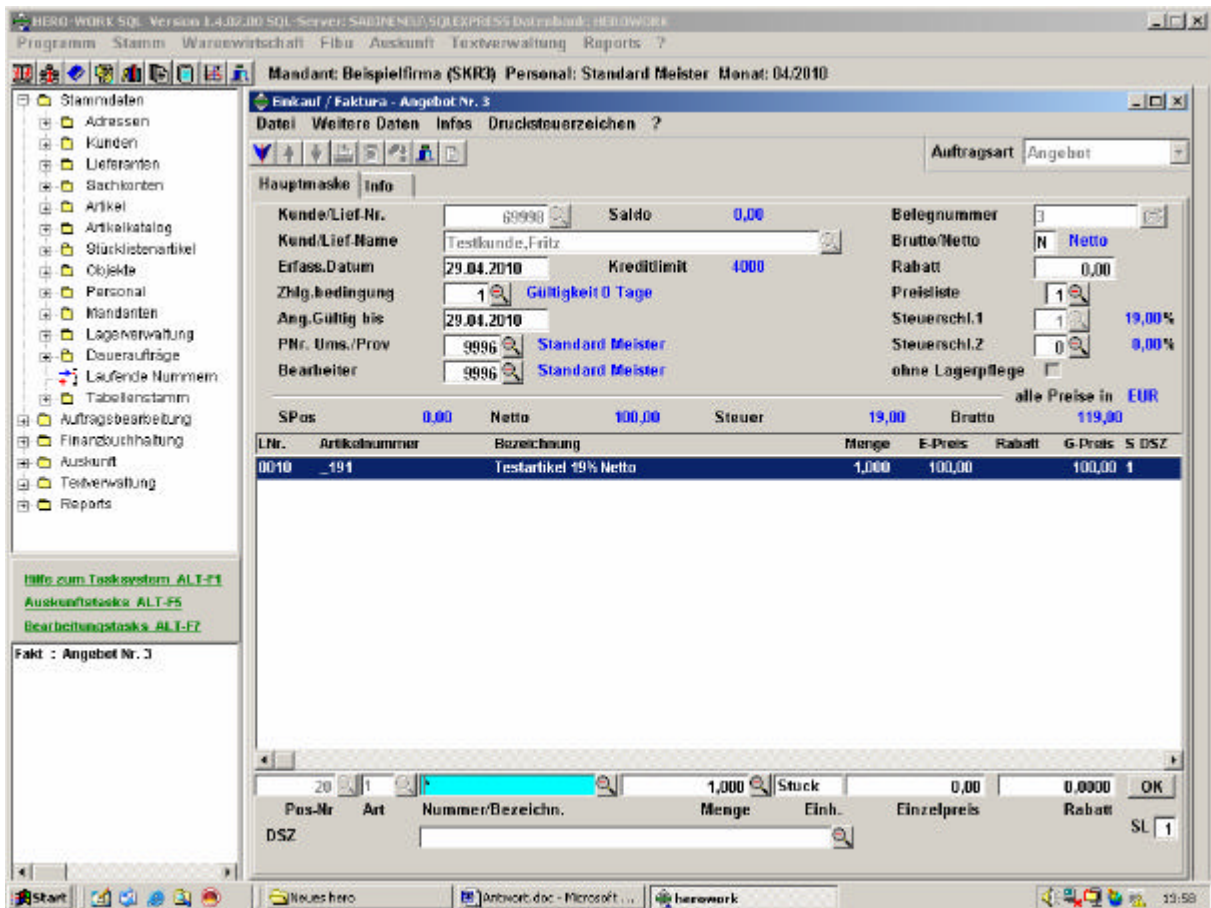 HERO-WORK SQL Version 1.4.02.00 SQL-Server: SABINENEU\SQLEXPRESS Datenbank: HEROWORK
Programm Stamm Warenwirtschaft Fibu Auskunft Textverwaltung Reports ?
Mandant: Beispielfirma (SKR3) Personal: Standard Meister Monat: 04/2010
Stammdaten
Adressen
Kunden
Lieferanten
Sachkonten
Artikel
Artikelkatalog
Stücklistenartikel
Objekte
Personal
Mandanten
Lagerverwaltung
Daueraufträge
Laufende Nummern
Tabellenstamm
Auftragsbearbeitung
Finanzbuchhaltung
Auskunft
Textverwaltung
Reports
Hilfe zum Tasksystem ALT-F1
Auskunftstasks ALT-F5
Bearbeitungstasks ALT-F7
Fakt : Angebot Nr. 3
Einkauf / Faktura - Angebot Nr. 3
Datei Weitere Daten Infos Drucksteuerzeichen ?
Auftragsart Angebot
Hauptmaske Info
Kunde/Lief-Nr. 69998 Saldo 0,00 Belegnummer 3
Kund/Lief-Name Testkunde,Fritz Brutto/Netto N Netto
Erfass.Datum 29.04.2010 Kreditlimit 4000 Rabatt 0,00
Zhlg.bedingung 1 Gültigkeit 0 Tage Preisliste 1
Ang.Gültig bis 29.04.2010 Steuerschl.1 1 19,00%
PNr. Ums./Prov 9996 Standard Meister Steuerschl.2 0 0,00%
Bearbeiter 9996 Standard Meister ohne Lagerpflege
alle Preise in EUR
SPos 0,00 Netto 100,00 Steuer 19,00 Brutto 119,00
LNr. Artikelnummer Bezeichnung Menge E-Preis Rabatt G-Preis S DSZ
0010 _191 Testartikel 19% Netto 1,000 100,00 100,00 1
20 1 1,000 Stück 0,00 0,0000 OK
Pos-Nr Art Nummer/Bezeichn. Menge Einh. Einzelpreis Rabatt
DSZ SL 1
Start Neues hero Antwort.doc - Microsoft ... herowork 13:58